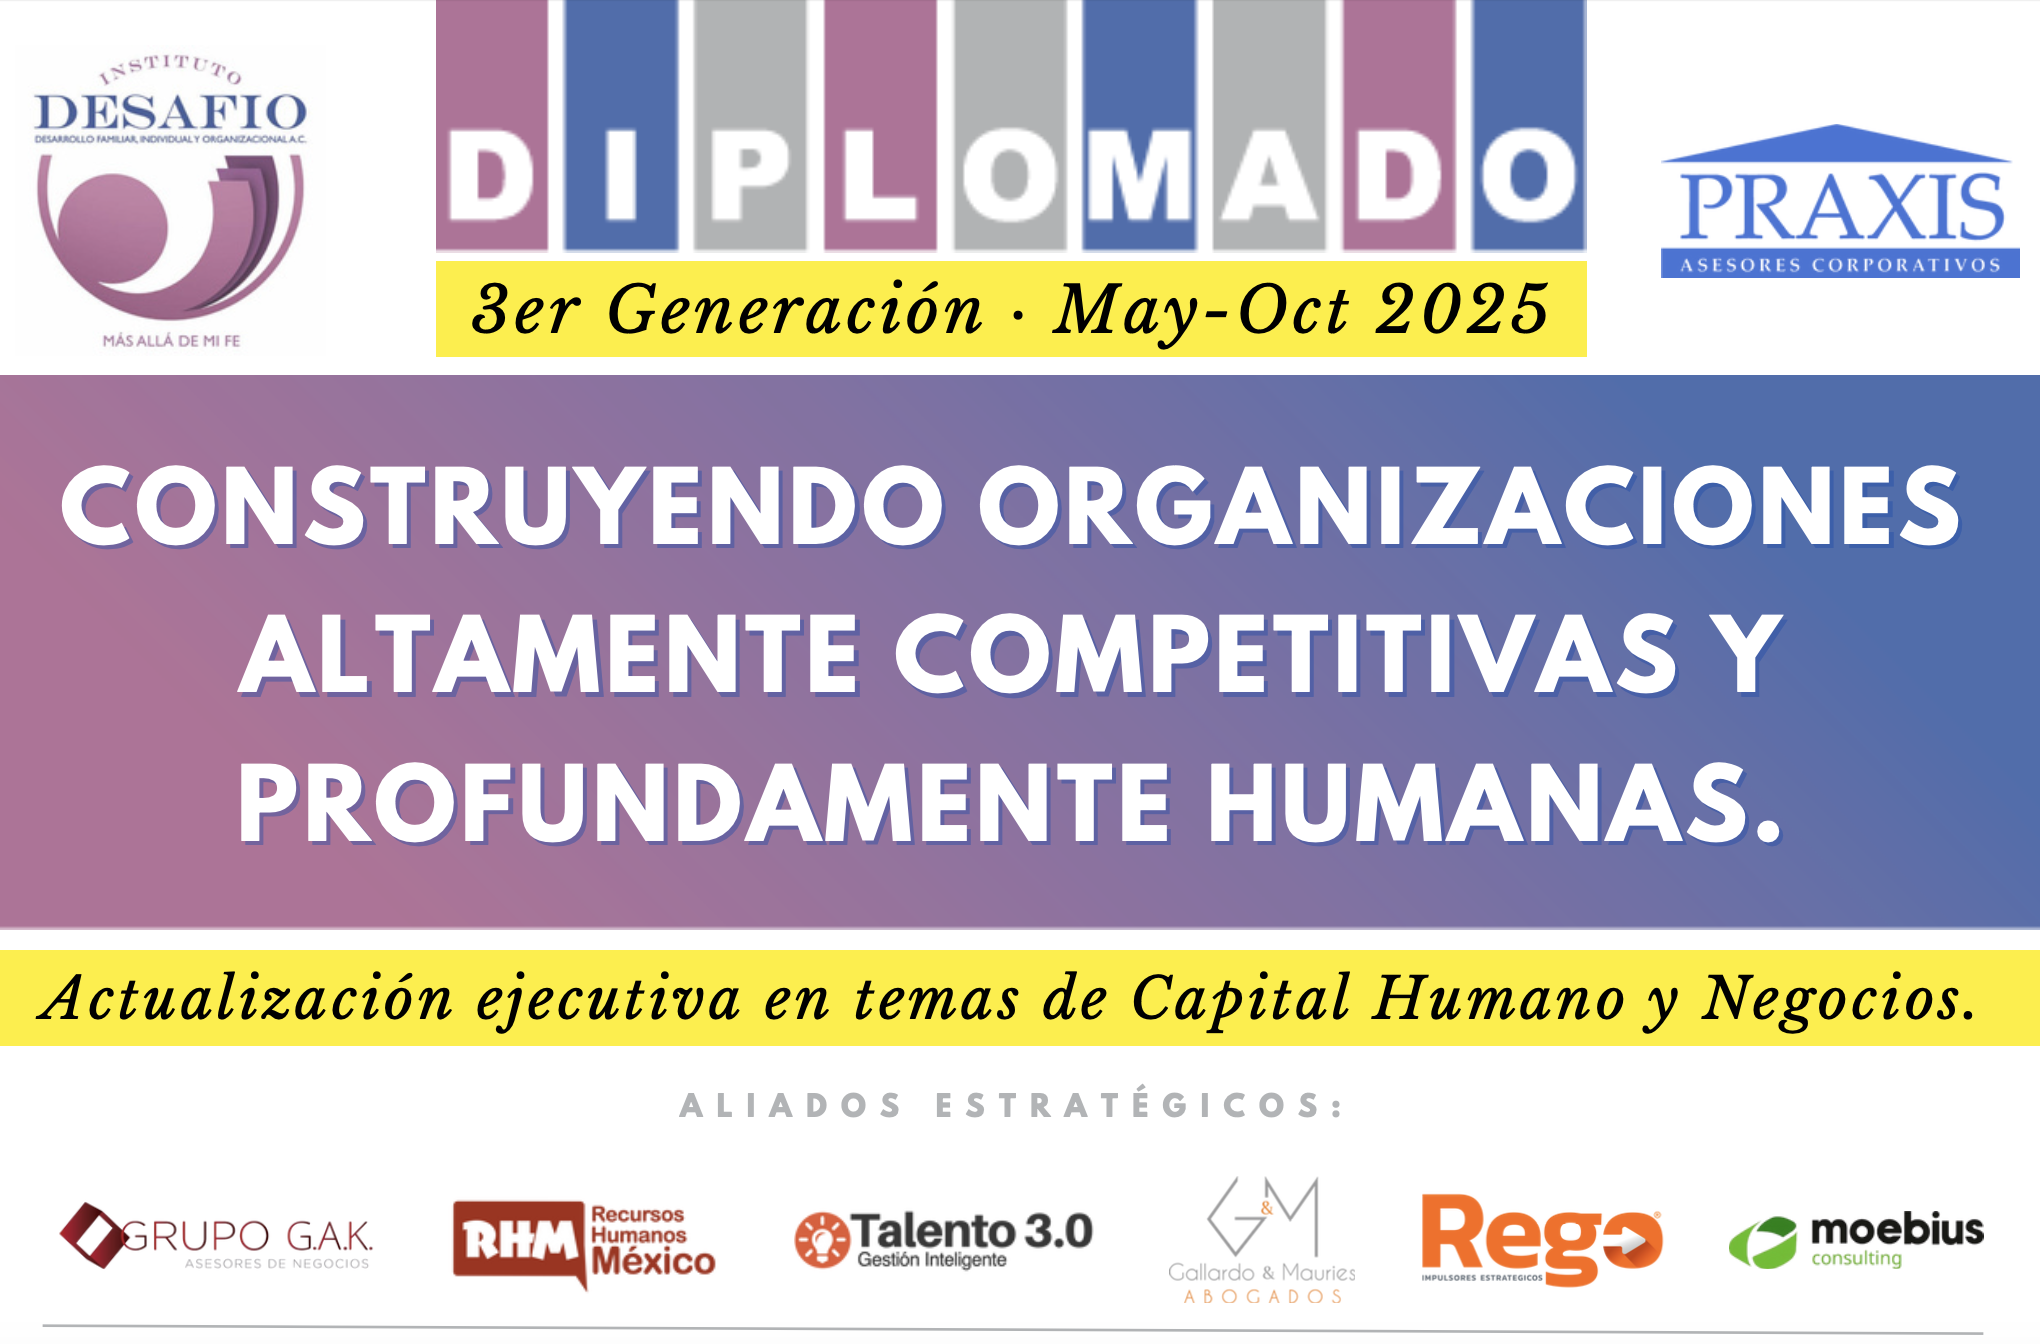 INSTITUTO
DESAFIO
DESARROLLO FAMILIAR, INDIVIDUAL Y ORGANIZACIONAL A.C.
MÁS ALLÁ DE MI FE
DIPLOMADO
3er Generación · May-Oct 2025
PRAXIS
ASESORES CORPORATIVOS
CONSTRUYENDO ORGANIZACIONES
ALTAMENTE COMPETITIVAS Y
PROFUNDAMENTE HUMANAS.
Actualización ejecutiva en temas de Capital Humano y Negocios.
ALIADOS ESTRATÉGICOS:
GRUPO G.A.K.
ASESORES DE NEGOCIOS
RHM
Recursos
Humanos
México
Talento 3.0
Gestión Inteligente
G&M
Gallardo & Mauries
ABOGADOS
Rego®
IMPULSORES ESTRATEGICOS
moebius
consulting